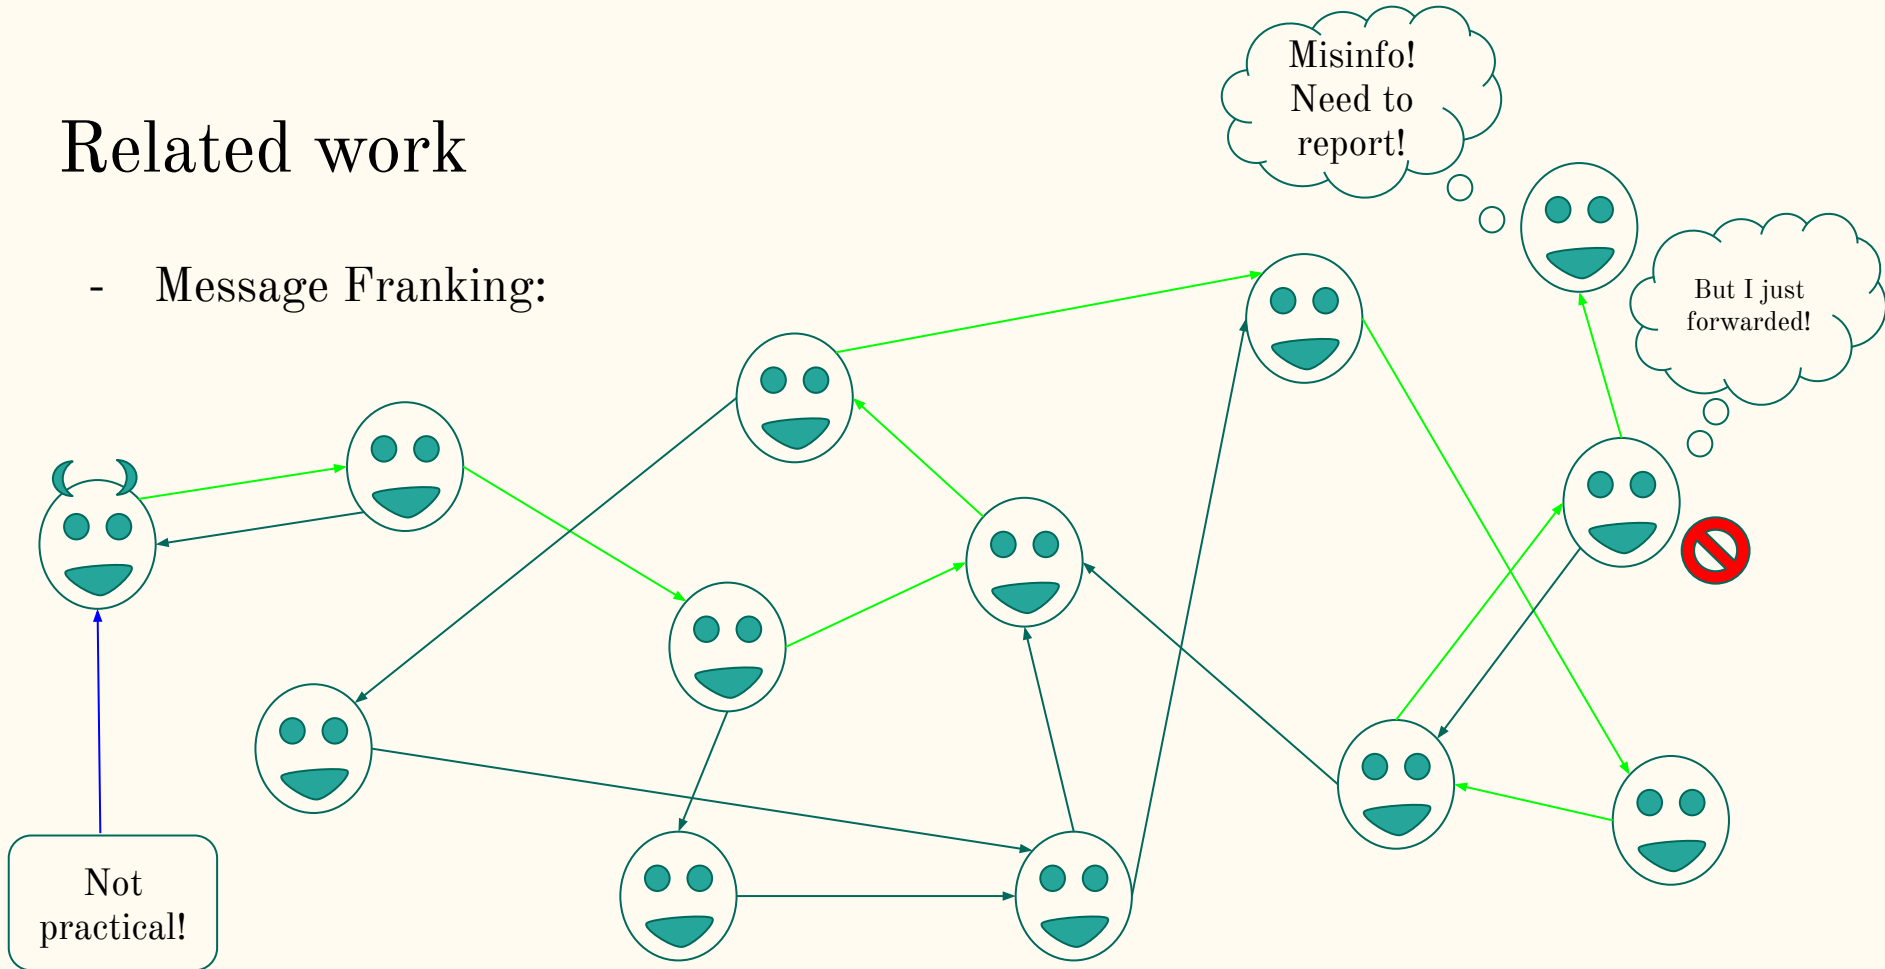 Misinfo!
Need to
report!
Related work
- Message Franking:
But I just
forwarded!
Not
practical!